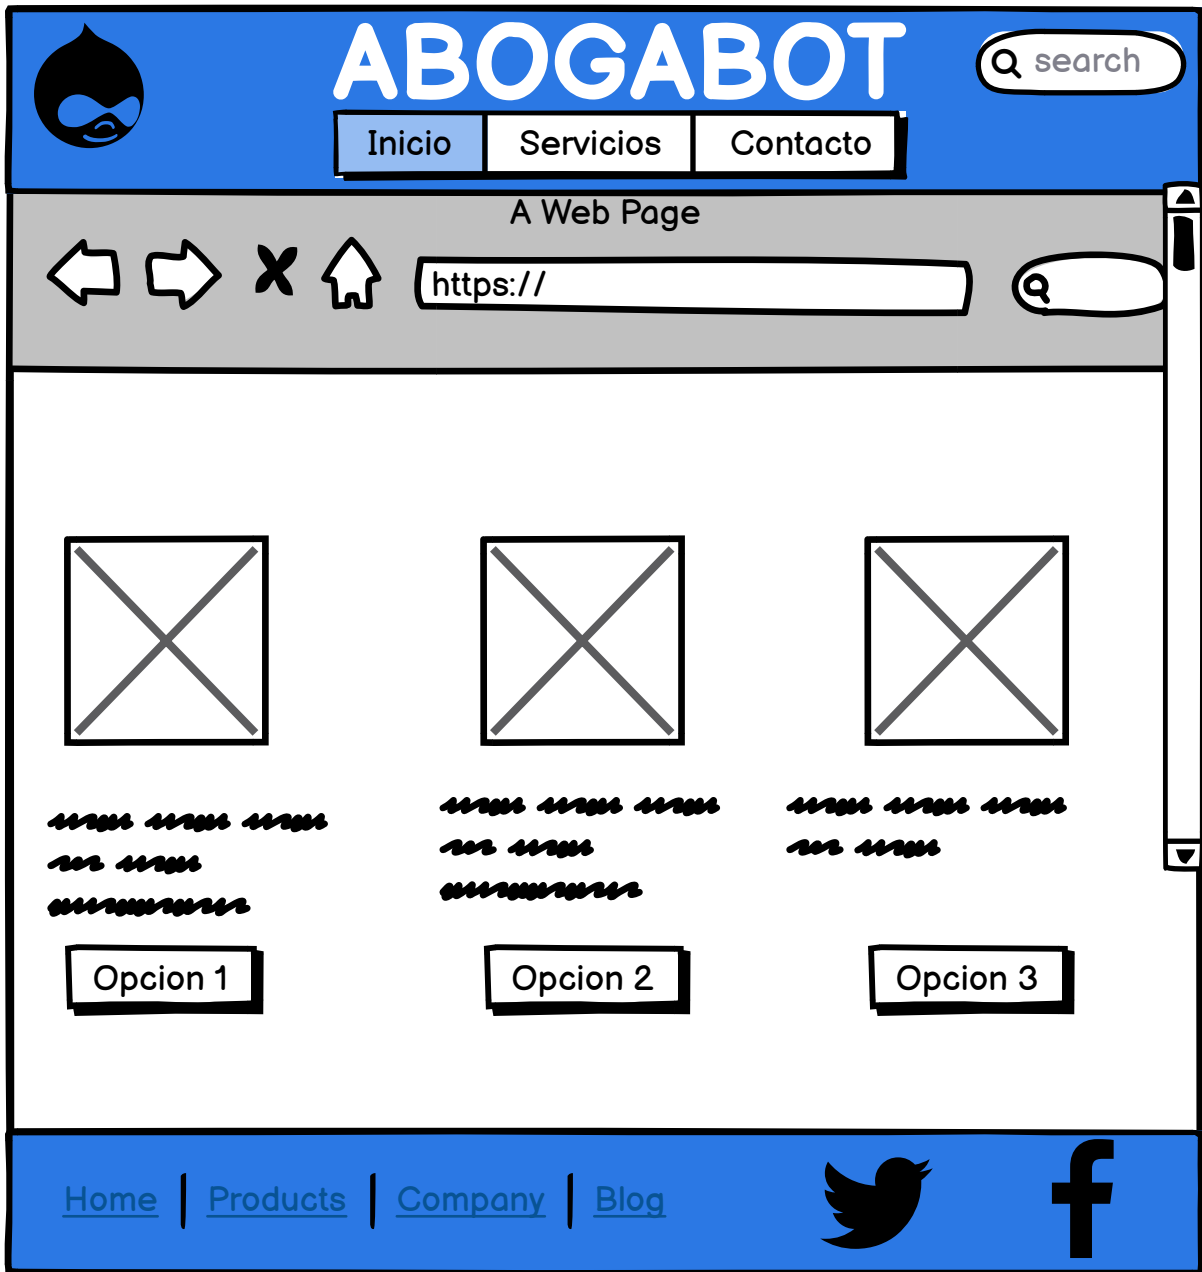 ABOGABOT
search
Inicio Servicios Contacto
A Web Page
https://
Opcion 1 Opcion 2 Opcion 3
Home Products Company Blog